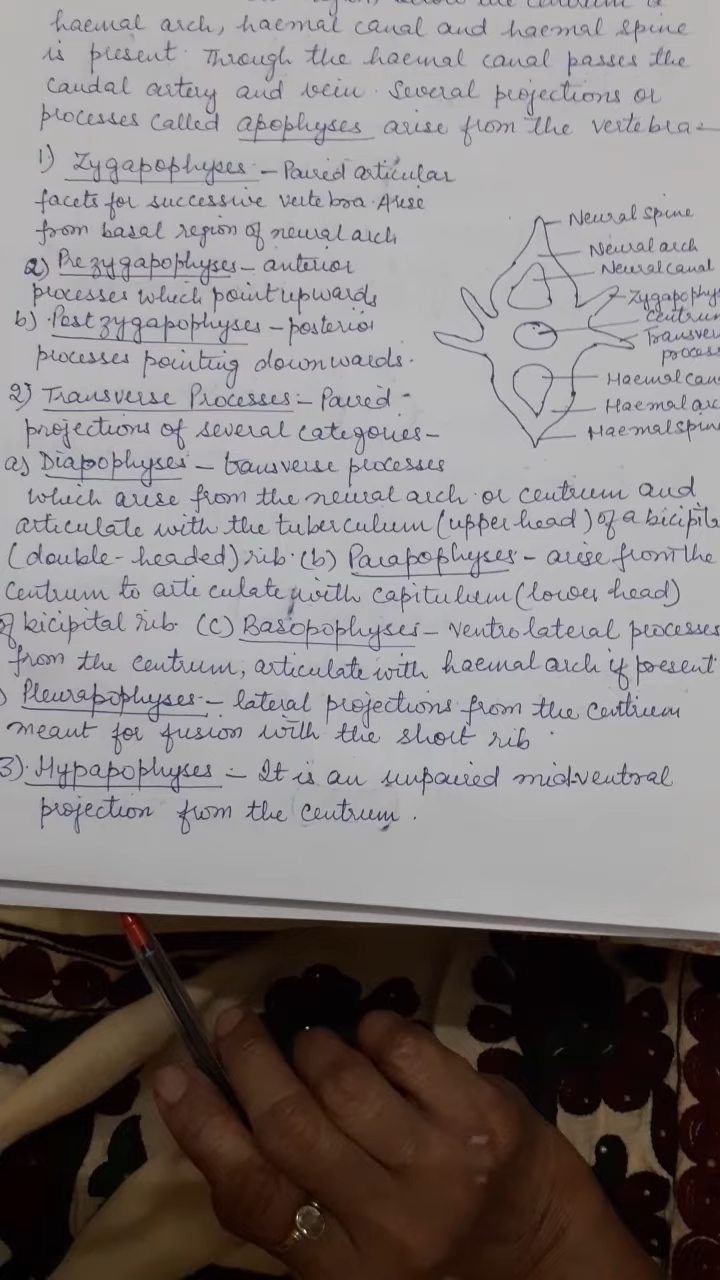 haemal arch, haemal canal and haemal spine
is present. Through the haemal canal passes the
caudal artery and vein. Several projections or
processes called apophyses arise from the vertebra-
1) Zygapophyses - Paired articular
facets for successive vertebra. Arise
from basal region of neural arch
a) Prezygapophyses - anterior
processes which point upwards
b) Postzygapophyses - posterior
processes pointing downwards.
2) Transverse Processes - Paired -
projections of several categories-
a) Diapophyses - transverse processes
which arise from the neural arch or centrum and
articulate with the tuberculum (upper head) of a bicipita
(double-headed) rib. (b) Parapophyses - arise from the
centrum to articulate with capitulum (lower head)
of bicipital rib. (c) Basopophyses - ventrolateral processes
from the centrum, articulate with haemal arch if present
) Pleurapophyses - lateral projections from the centrum
meant for fusion with the short rib.
3) Hypapophyses - It is an unpaired mid-ventral
projection from the centrum.
Neural spine
Neural arch
Neural canal
Zygapophys
Centrum
Transver
process
Haemal can
Haemal arc
Haemal spin